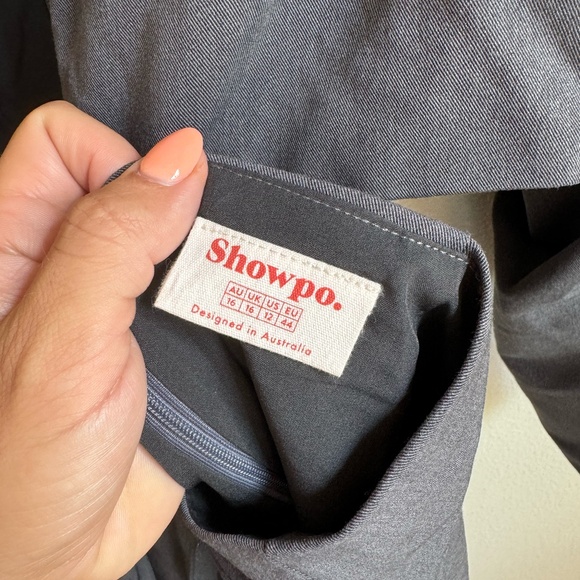 Showpo.
AU UK US EU
16 16 12 44
Designed in Australia